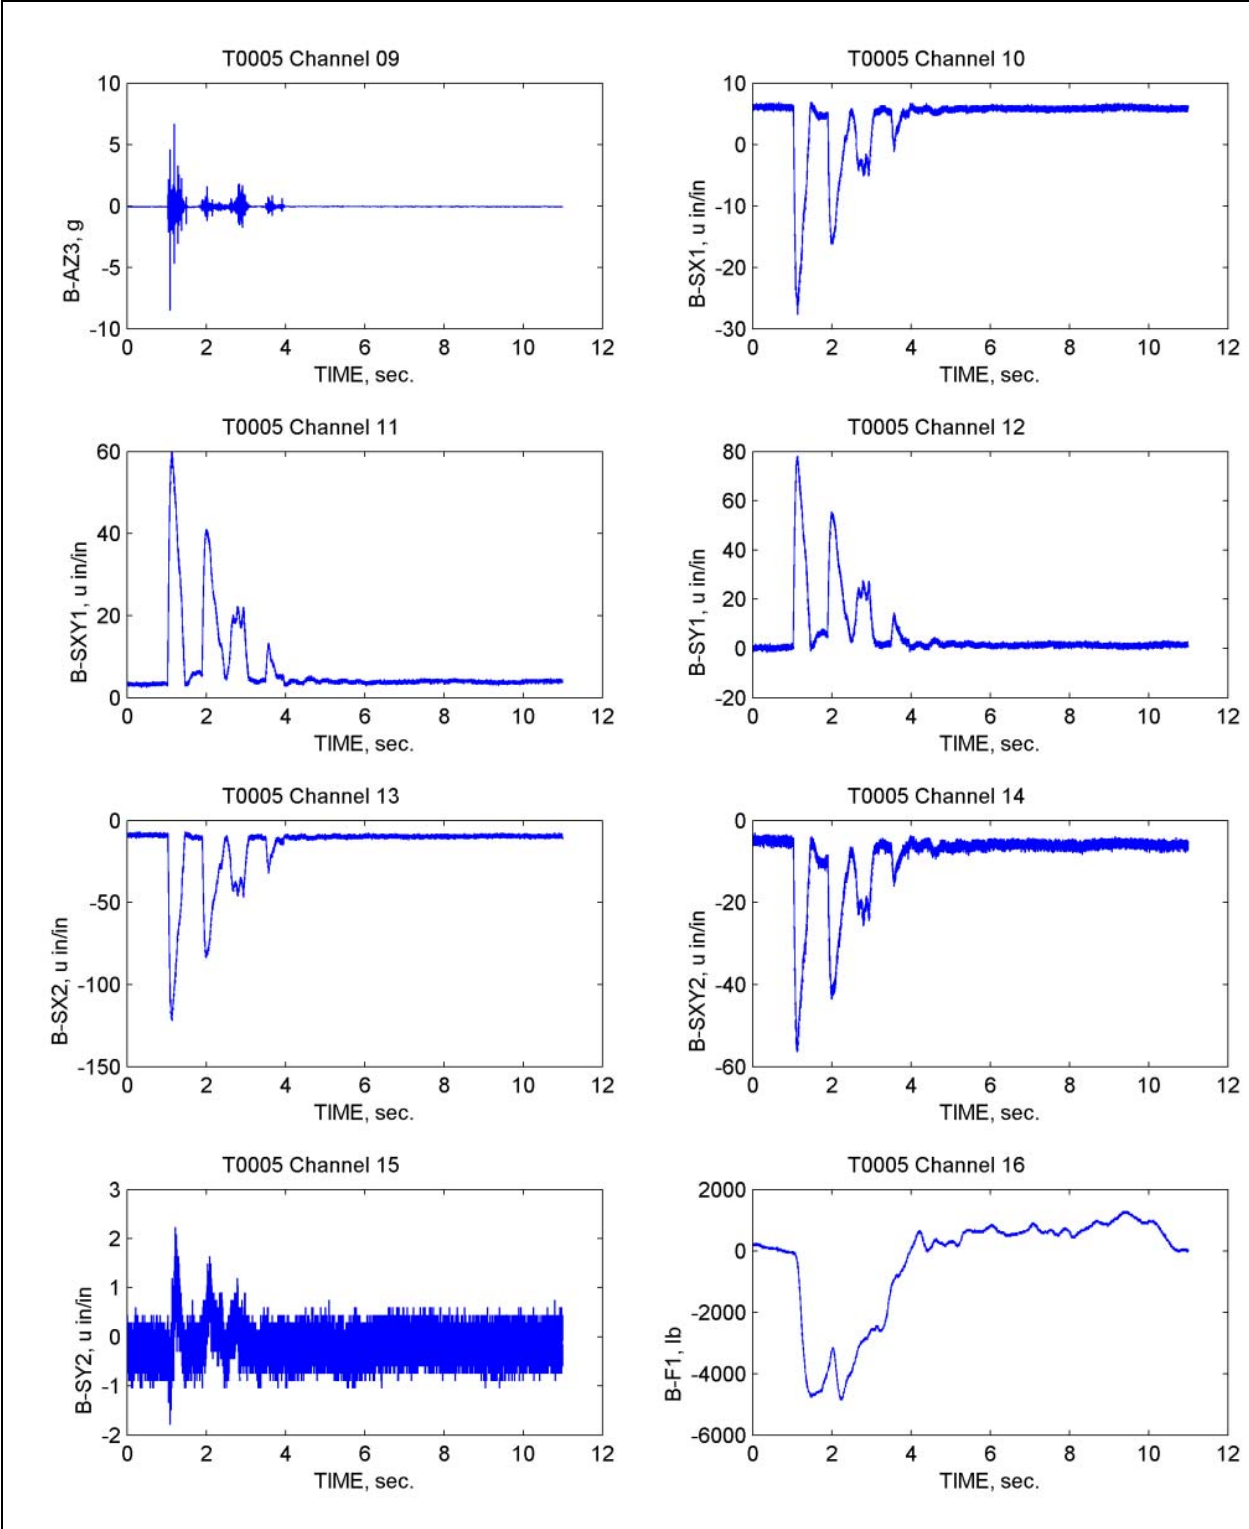 T0005 Channel 09
10
5
0
-5
-10
B-AZ3, g
0 2 4 6 8 10 12
TIME, sec.
T0005 Channel 10
10
0
-10
-20
-30
B-SX1, u in/in
0 2 4 6 8 10 12
TIME, sec.
T0005 Channel 11
60
40
20
0
B-SXY1, u in/in
0 2 4 6 8 10 12
TIME, sec.
T0005 Channel 12
80
60
40
20
0
-20
B-SY1, u in/in
0 2 4 6 8 10 12
TIME, sec.
T0005 Channel 13
0
-50
-100
-150
B-SX2, u in/in
0 2 4 6 8 10 12
TIME, sec.
T0005 Channel 14
0
-20
-40
-60
B-SXY2, u in/in
0 2 4 6 8 10 12
TIME, sec.
T0005 Channel 15
3
2
1
0
-1
-2
B-SY2, u in/in
0 2 4 6 8 10 12
TIME, sec.
T0005 Channel 16
2000
0
-2000
-4000
-6000
B-F1, lb
0 2 4 6 8 10 12
TIME, sec.